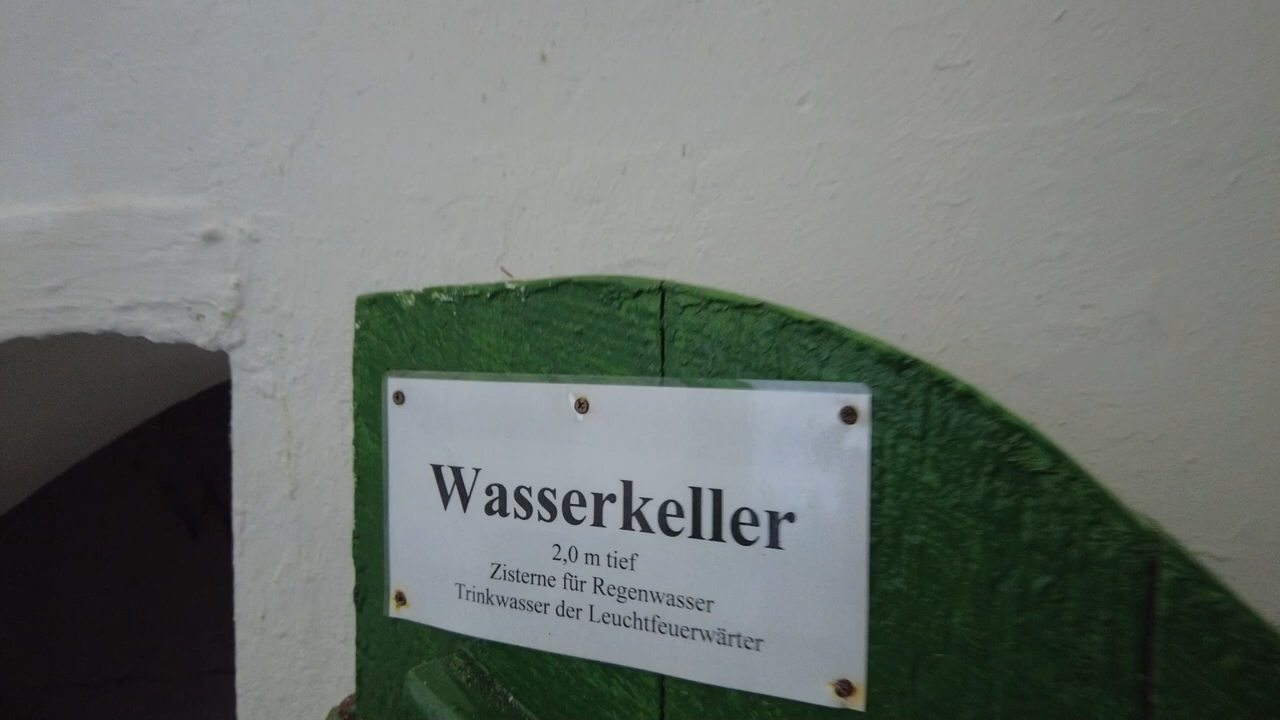 Wasserkeller
2,0 m tief
Zisterne für Regenwasser
Trinkwasser der Leuchtfeuerwärter